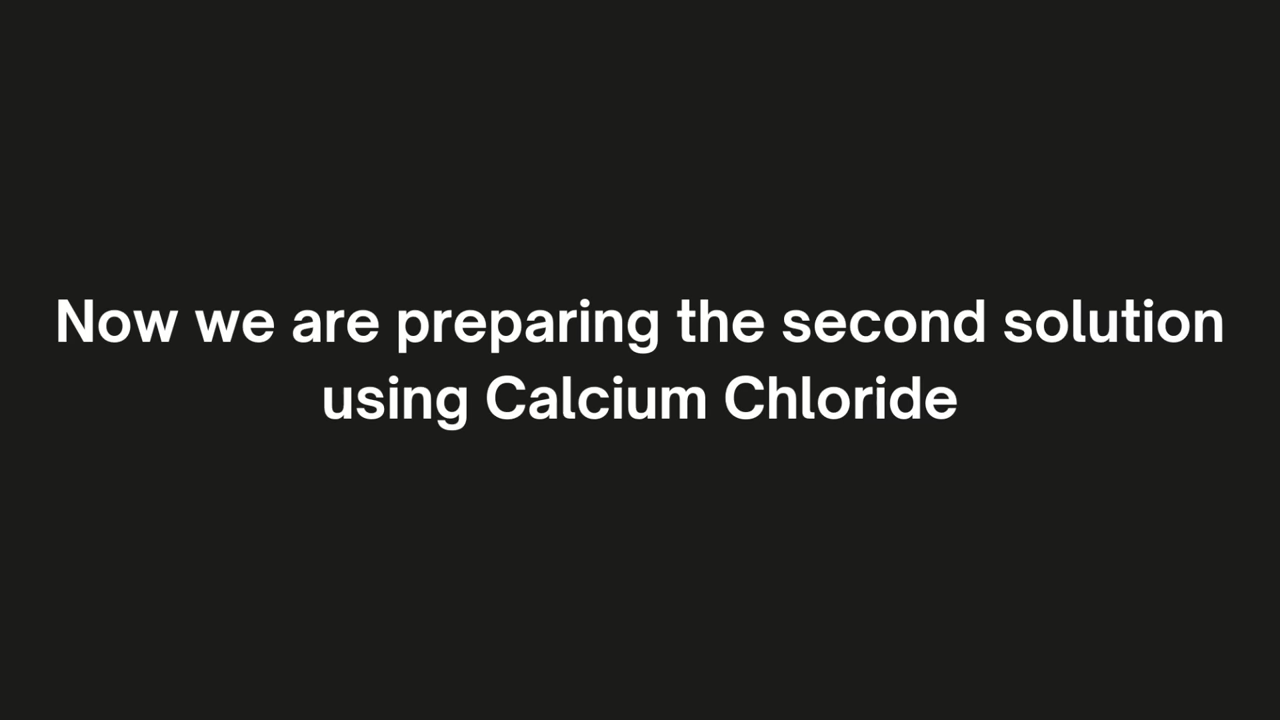 Now we are preparing the second solution
using Calcium Chloride